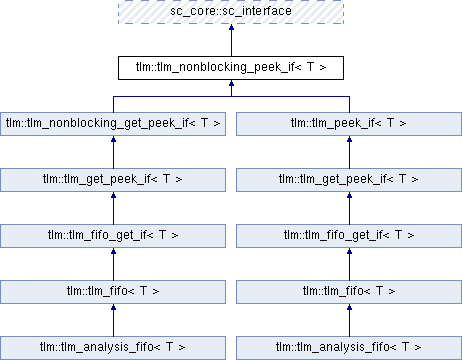 sc_core::sc_interface
tlm::tlm_nonblocking_peek_if< T >
tlm::tlm_nonblocking_get_peek_if< T >
tlm::tlm_peek_if< T >
tlm::tlm_get_peek_if< T >
tlm::tlm_get_peek_if< T >
tlm::tlm_fifo_get_if< T >
tlm::tlm_fifo_get_if< T >
tlm::tlm_fifo< T >
tlm::tlm_fifo< T >
tlm::tlm_analysis_fifo< T >
tlm::tlm_analysis_fifo< T >